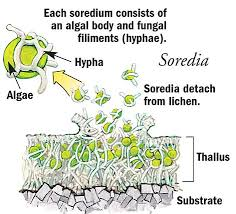 Each soredium consists of
an algal body and fungal
filiments (hyphae).
Soredia
Hypha
Algae
Soredia detach
from lichen.
Thallus
Substrate